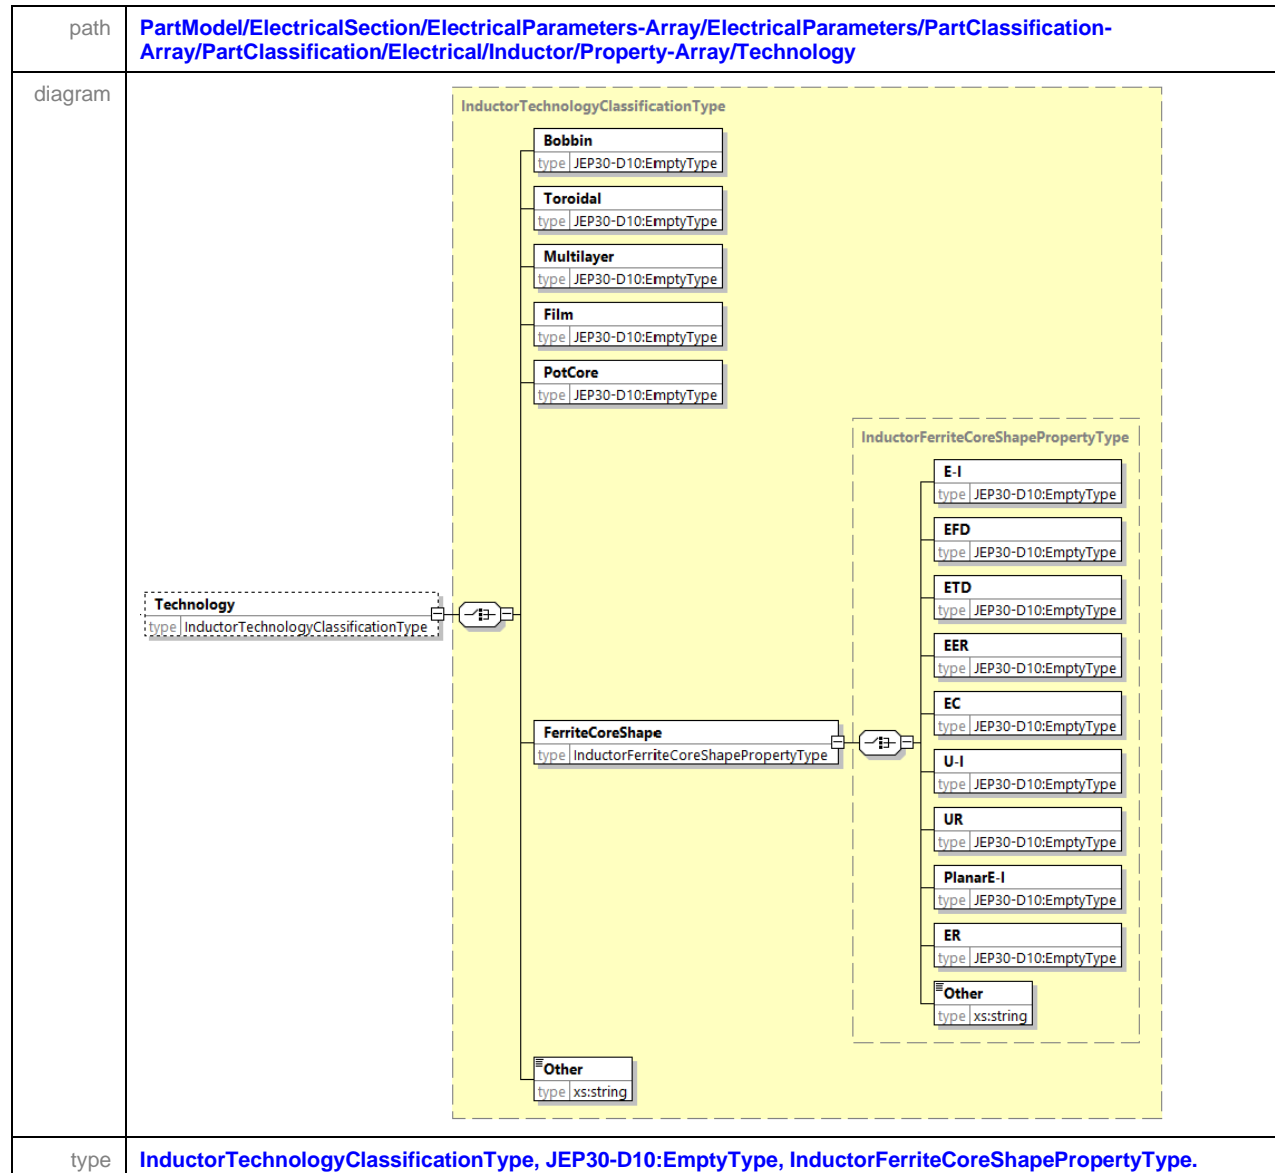 path
PartModel/ElectricalSection/ElectricalParameters-Array/ElectricalParameters/PartClassification-
Array/PartClassification/Electrical/Inductor/Property-Array/Technology
diagram
InductorTechnologyClassificationType
Bobbin
type JEP30-D10:EmptyType
Toroidal
type JEP30-D10:EmptyType
Multilayer
type JEP30-D10:EmptyType
Film
type JEP30-D10:EmptyType
PotCore
type JEP30-D10:EmptyType
Technology
type InductorTechnologyClassificationType
FerriteCoreShape
type InductorFerriteCoreShapePropertyType
InductorFerriteCoreShapePropertyType
E-I
type JEP30-D10:EmptyType
EFD
type JEP30-D10:EmptyType
ETD
type JEP30-D10:EmptyType
EER
type JEP30-D10:EmptyType
EC
type JEP30-D10:EmptyType
U-I
type JEP30-D10:EmptyType
UR
type JEP30-D10:EmptyType
PlanarE-I
type JEP30-D10:EmptyType
ER
type JEP30-D10:EmptyType
Other
type xs:string
Other
type xs:string
type
InductorTechnologyClassificationType, JEP30-D10:EmptyType, InductorFerriteCoreShapePropertyType.